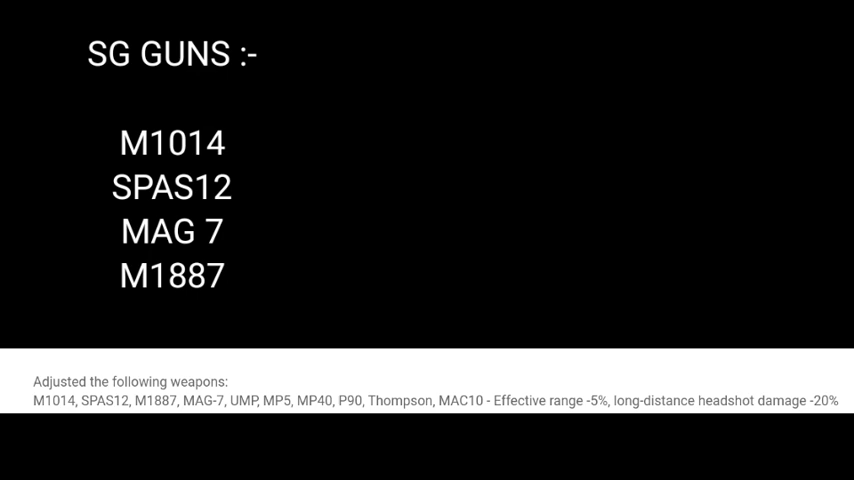 SG GUNS :-
M1014
SPAS12
MAG 7
M1887
Adjusted the following weapons:
M1014, SPAS12, M1887, MAG-7, UMP, MP5, MP40, P90, Thompson, MAC10 - Effective range -5%, long-distance headshot damage -20%